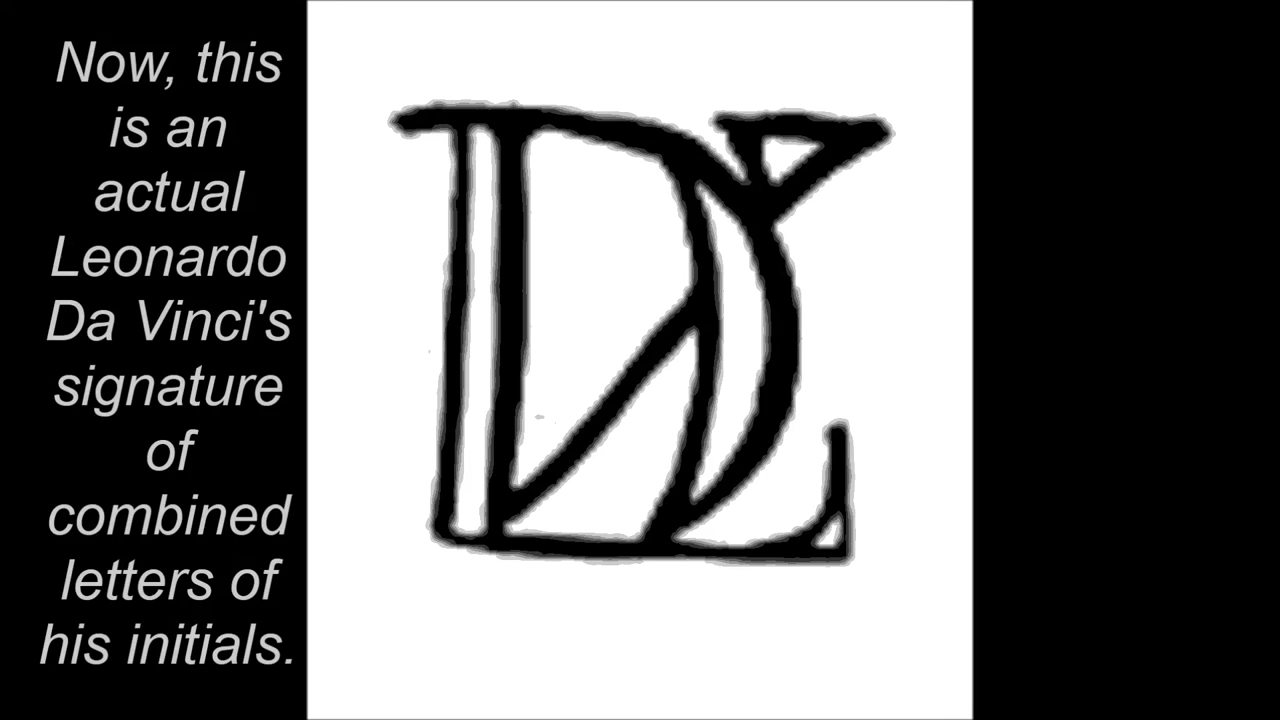 Now, this
is an
actual
Leonardo
Da Vinci's
signature
of
combined
letters of
his initials.